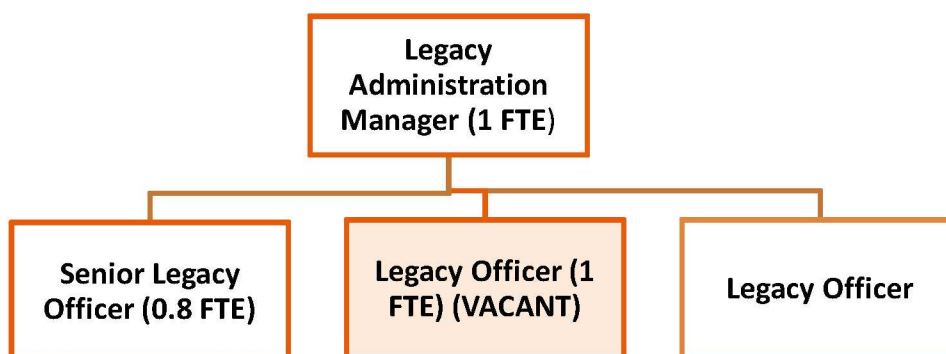 Legacy
Administration
Manager (1 FTE)
Senior Legacy
Officer (0.8 FTE)
Legacy Officer (1
FTE) (VACANT)
Legacy Officer